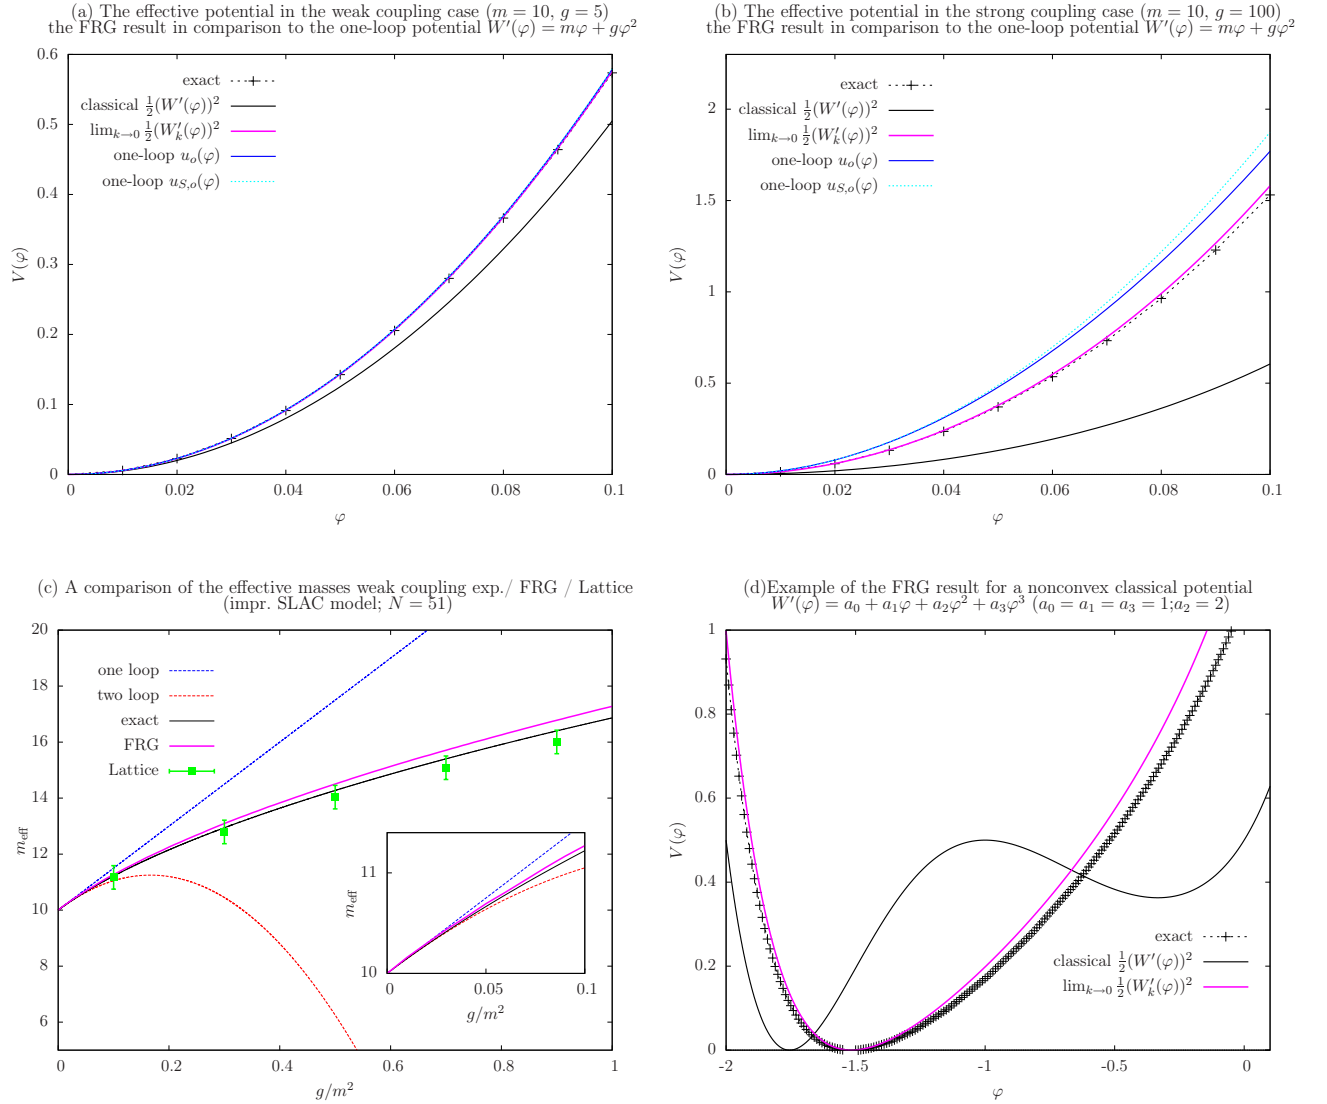 (a) The effective potential in the weak coupling case (m = 10, g = 5)
the FRG result in comparison to the one-loop potential W′(φ) = mφ + gφ²
exact
classical ½(W′(φ))²
lim_{k→0} ½(W′_k(φ))²
one-loop u_o(φ)
one-loop u_{S,o}(φ)
V(φ)
0.6
0.5
0.4
0.3
0.2
0.1
0
0 0.02 0.04 0.06 0.08 0.1
φ
(b) The effective potential in the strong coupling case (m = 10, g = 100)
the FRG result in comparison to the one-loop potential W′(φ) = mφ + gφ²
exact
classical ½(W′(φ))²
lim_{k→0} ½(W′_k(φ))²
one-loop u_o(φ)
one-loop u_{S,o}(φ)
V(φ)
2
1.5
1
0.5
0
0 0.02 0.04 0.06 0.08 0.1
φ
(c) A comparison of the effective masses weak coupling exp./ FRG / Lattice
(impr. SLAC model; N = 51)
one loop
two loop
exact
FRG
Lattice
m_eff
20
18
16
14
12
10
8
6
0 0.2 0.4 0.6 0.8 1
g/m²
m_eff
11
10
0 0.05 0.1
g/m²
(d)Example of the FRG result for a nonconvex classical potential
W′(φ) = a₀ + a₁φ + a₂φ² + a₃φ³ (a₀ = a₁ = a₃ = 1;a₂ = 2)
V(φ)
1
0.8
0.6
0.4
0.2
0
exact
classical ½(W′(φ))²
lim_{k→0} ½(W′_k(φ))²
-2 -1.5 -1 -0.5 0
φ